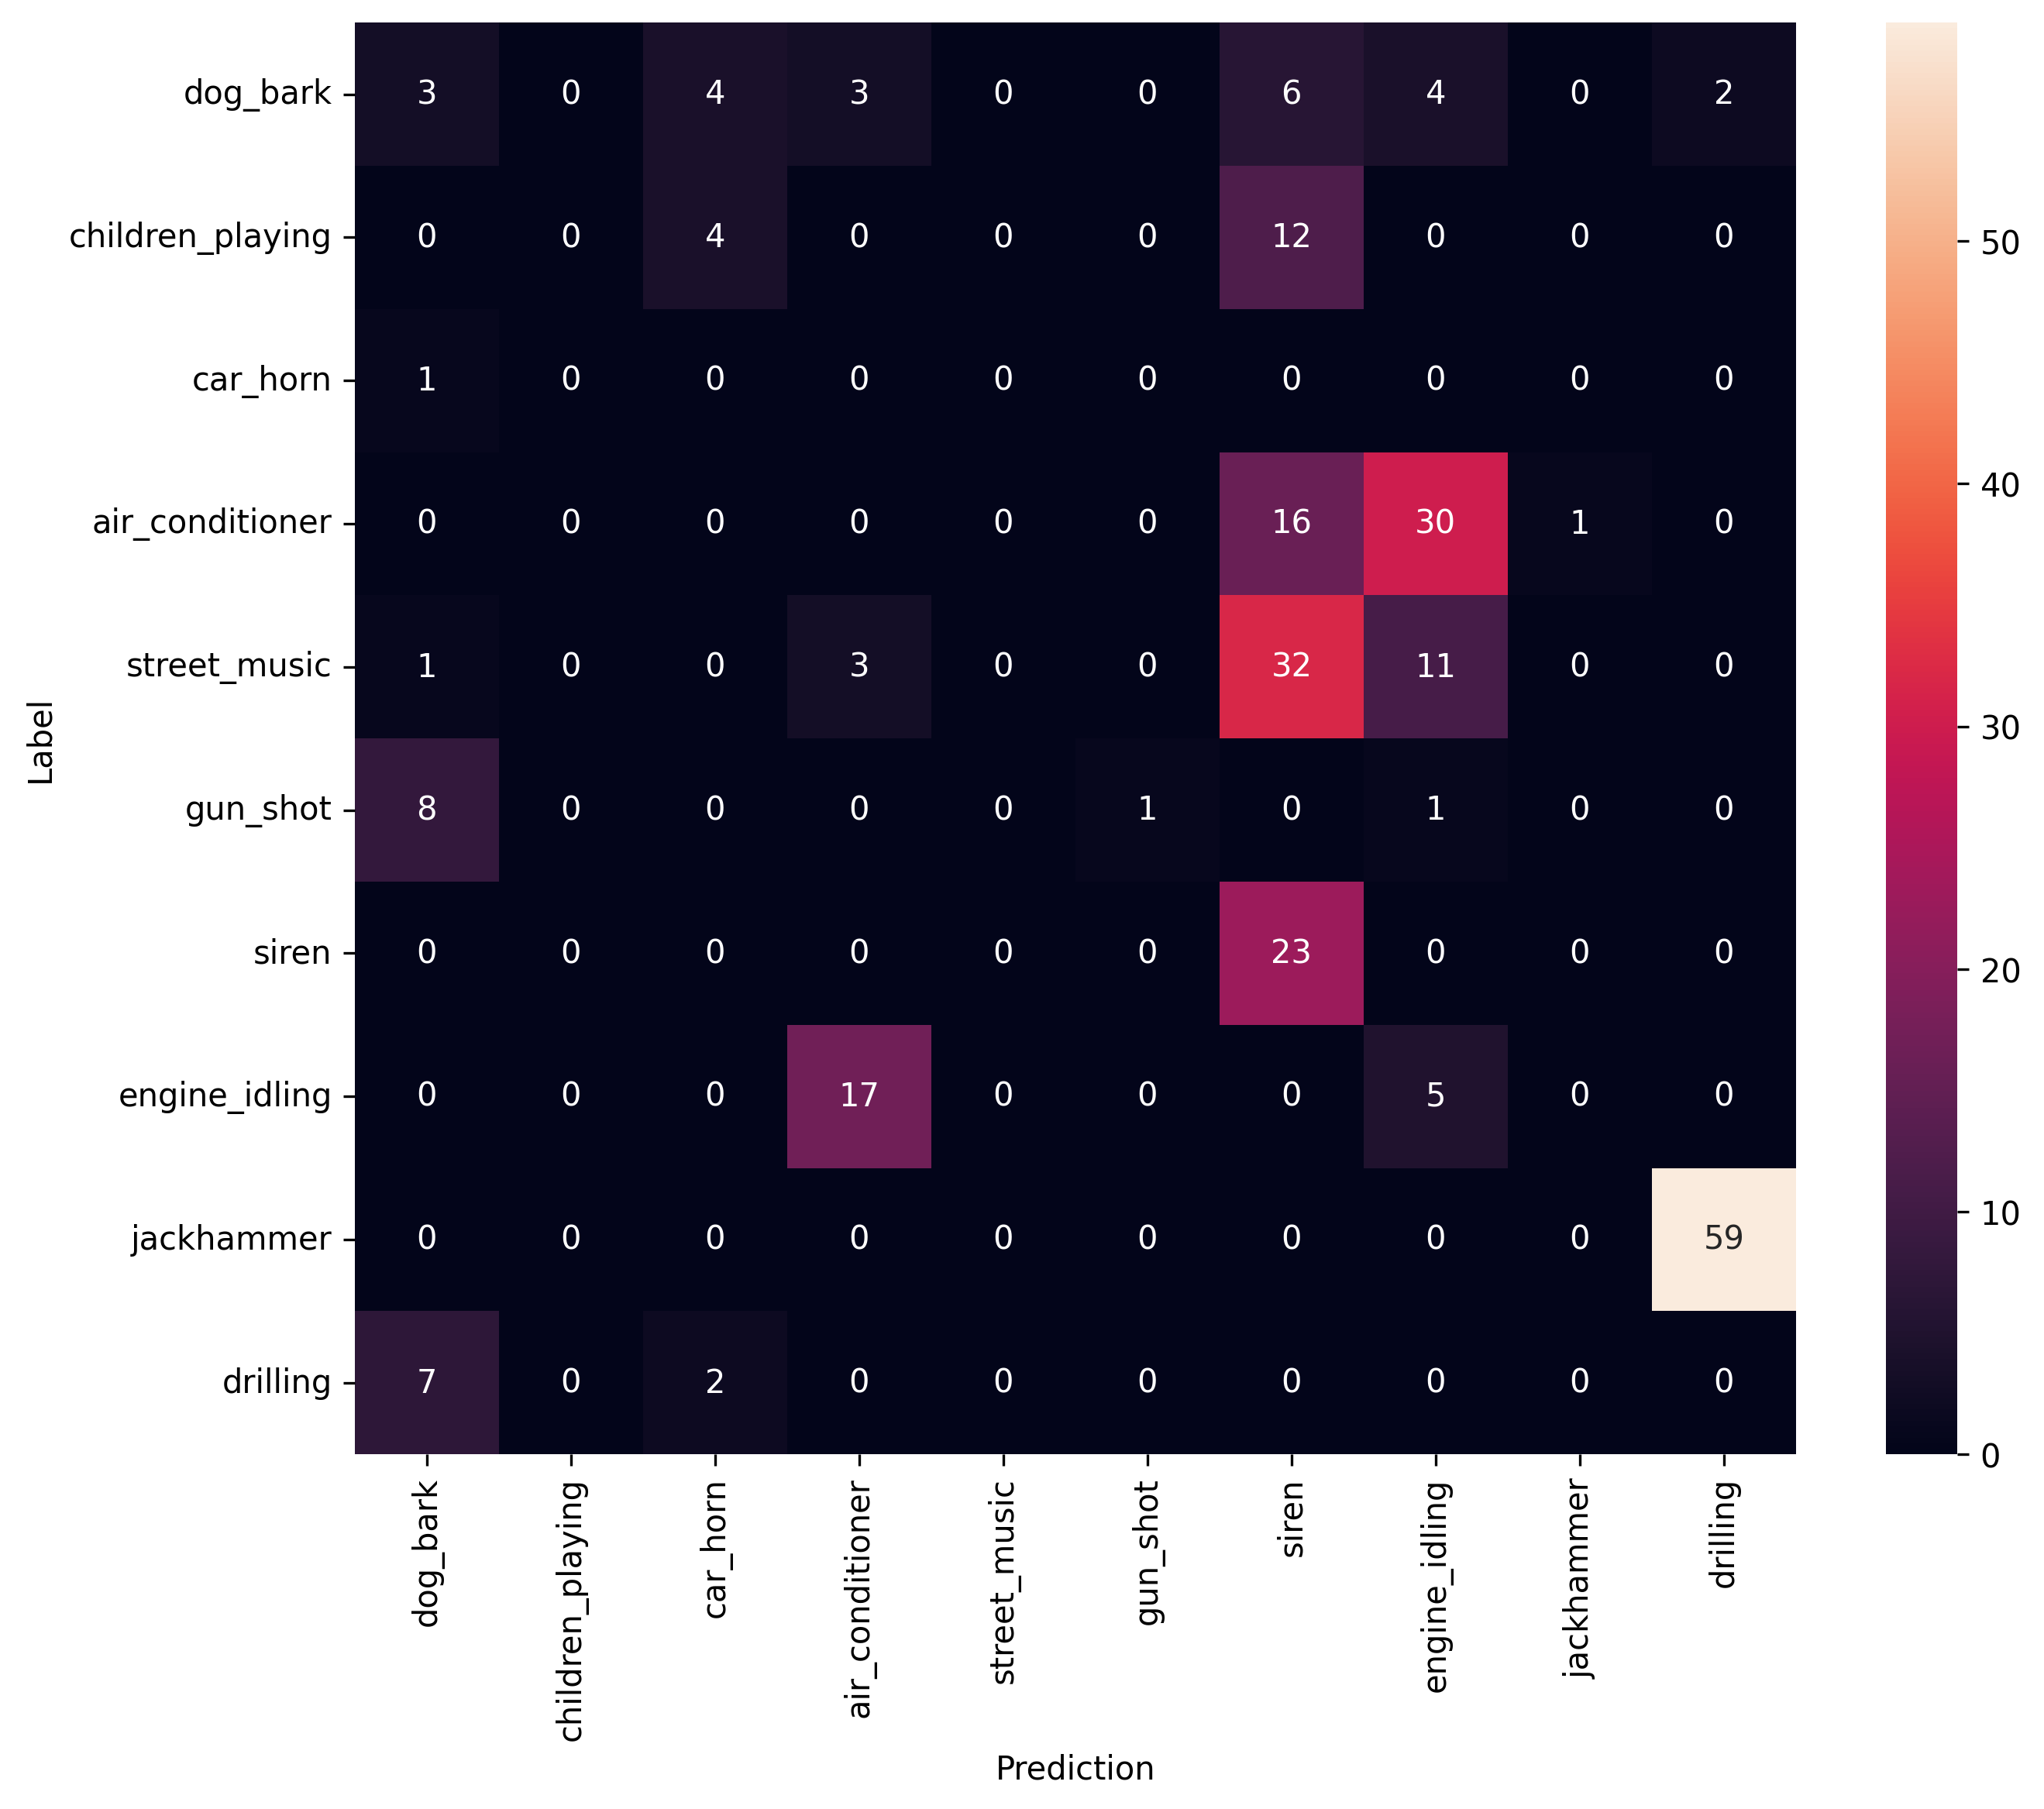 dog_bark 3 0 4 3 0 0 6 4 0 2
children_playing 0 0 4 0 0 0 12 0 0 0
car_horn 1 0 0 0 0 0 0 0 0 0
air_conditioner 0 0 0 0 0 0 16 30 1 0
street_music 1 0 0 3 0 0 32 11 0 0
gun_shot 8 0 0 0 0 1 0 1 0 0
siren 0 0 0 0 0 0 23 0 0 0
engine_idling 0 0 0 17 0 0 0 5 0 0
jackhammer 0 0 0 0 0 0 0 0 0 59
drilling 7 0 2 0 0 0 0 0 0 0
Label
dog_bark
children_playing
car_horn
air_conditioner
street_music
gun_shot
siren
engine_idling
jackhammer
drilling
Prediction
50
40
30
20
10
0